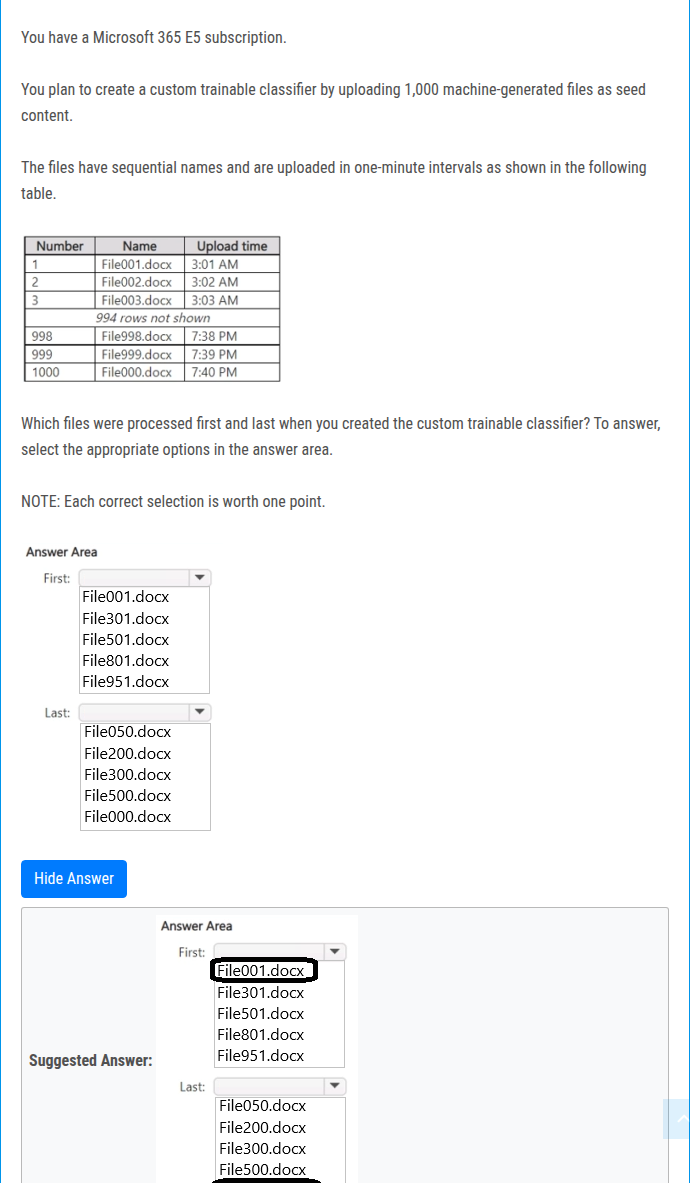 You have a Microsoft 365 E5 subscription.
You plan to create a custom trainable classifier by uploading 1,000 machine-generated files as seed
content.
The files have sequential names and are uploaded in one-minute intervals as shown in the following
table.
Number Name Upload time
1 File001.docx 3:01 AM
2 File002.docx 3:02 AM
3 File003.docx 3:03 AM
994 rows not shown
998 File998.docx 7:38 PM
999 File999.docx 7:39 PM
1000 File000.docx 7:40 PM
Which files were processed first and last when you created the custom trainable classifier? To answer,
select the appropriate options in the answer area.
NOTE: Each correct selection is worth one point.
Answer Area
First:
File001.docx
File301.docx
File501.docx
File801.docx
File951.docx
Last:
File050.docx
File200.docx
File300.docx
File500.docx
File000.docx
Hide Answer
Suggested Answer:
Answer Area
First:
File001.docx
File301.docx
File501.docx
File801.docx
File951.docx
Last:
File050.docx
File200.docx
File300.docx
File500.docx